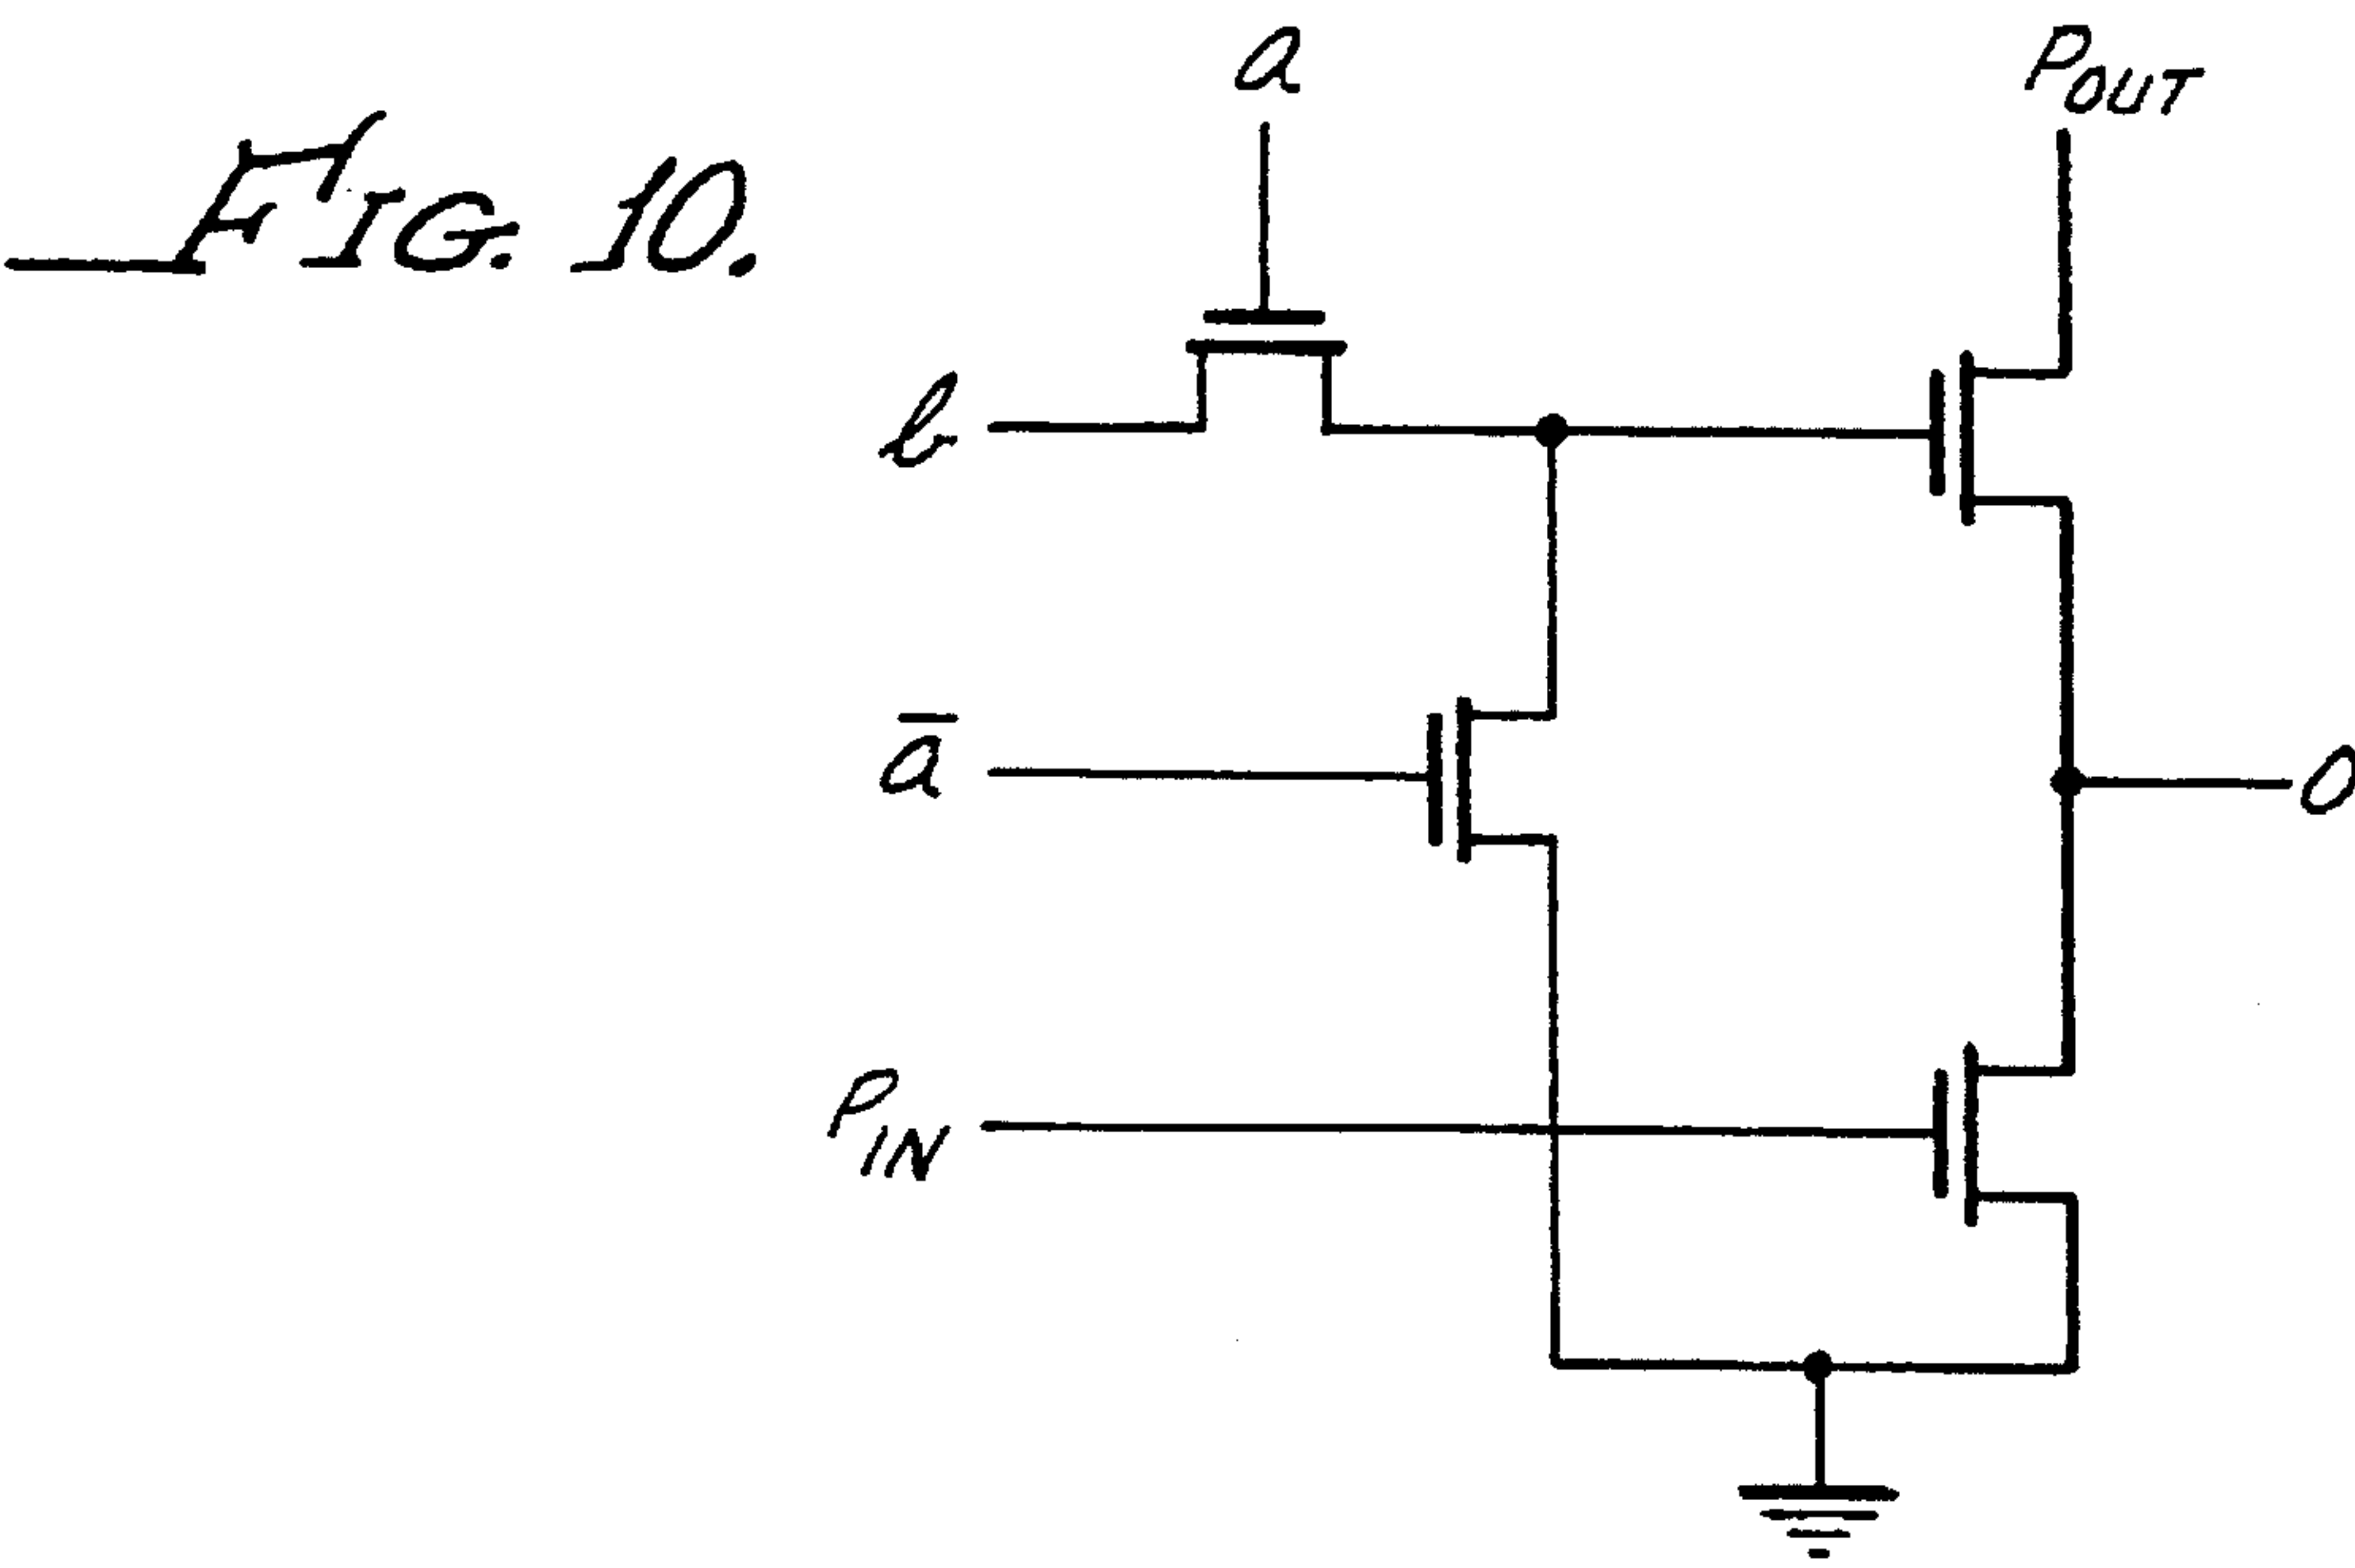 a
P_OUT
FIG. 10.
b
a̅
O
P_IN